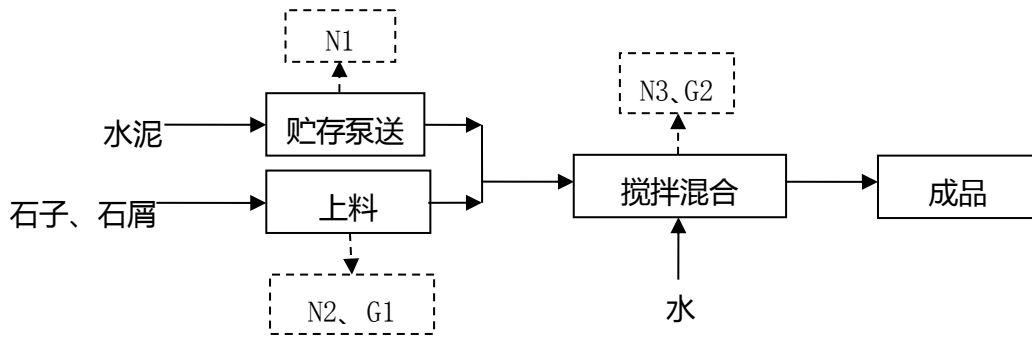 N1
N3、G2
水泥
贮存泵送
搅拌混合
成品
石子、石屑
上料
N2、G1
水